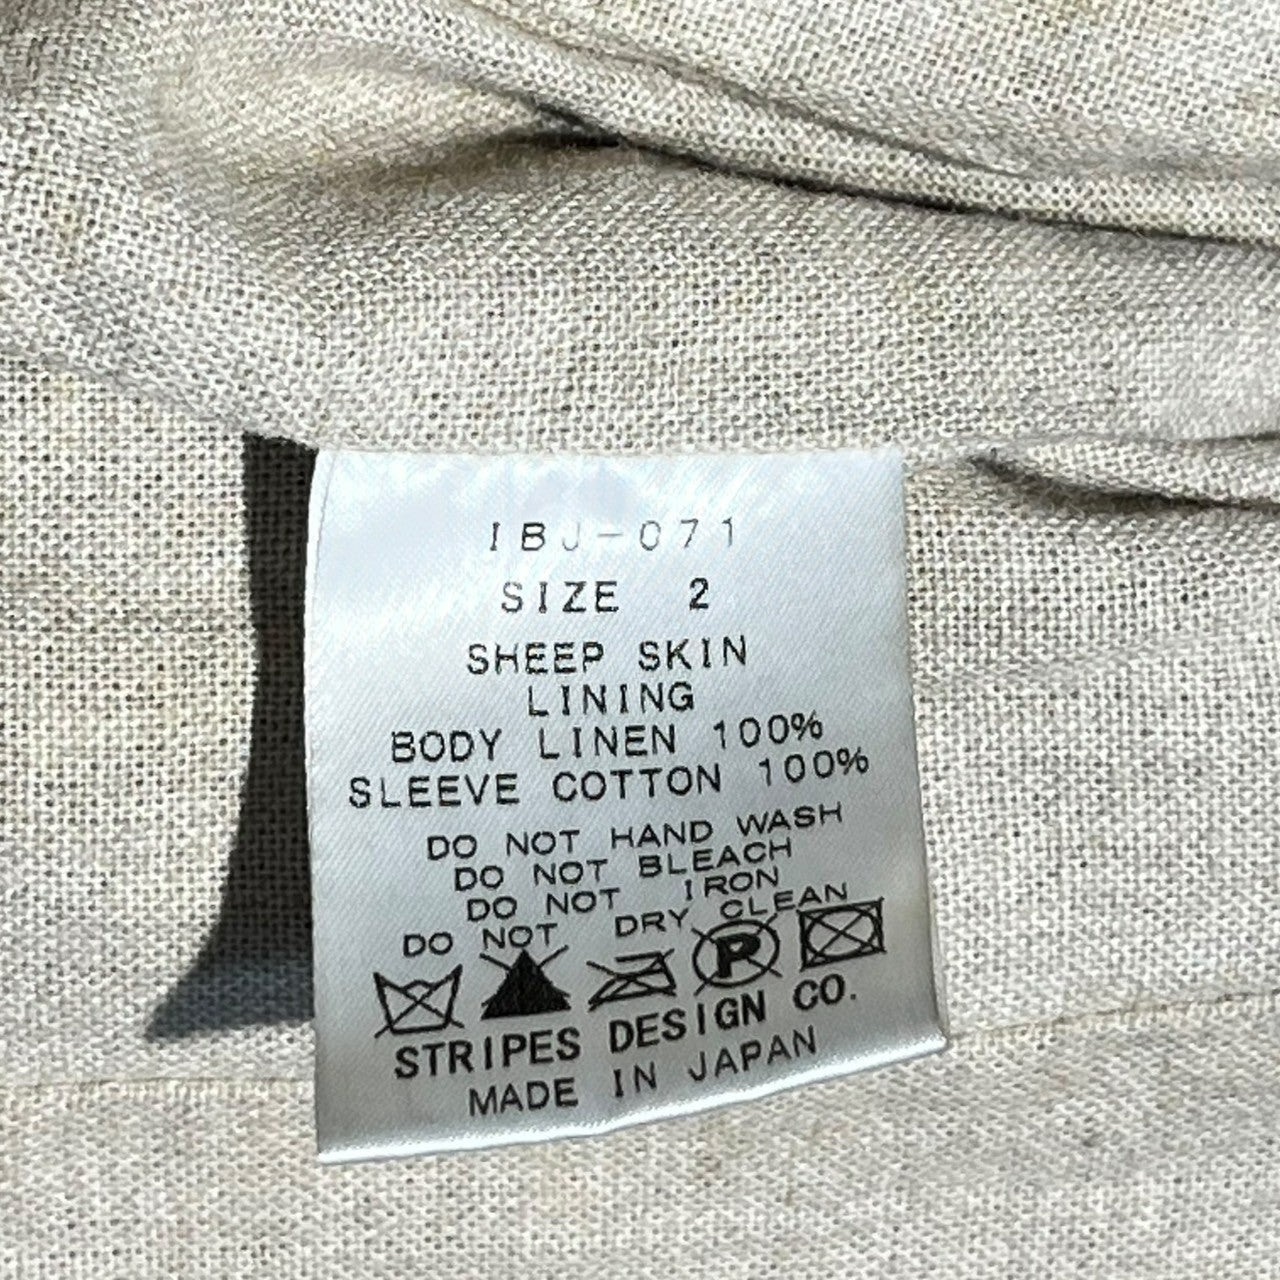 IBJ-071
SIZE 2
SHEEP SKIN
LINING
BODY LINEN 100%
SLEEVE COTTON 100%
DO NOT HAND WASH
DO NOT BLEACH
DO NOT IRON
DO NOT DRY CLEAN
P
STRIPES DESIGN CO.
MADE IN JAPAN